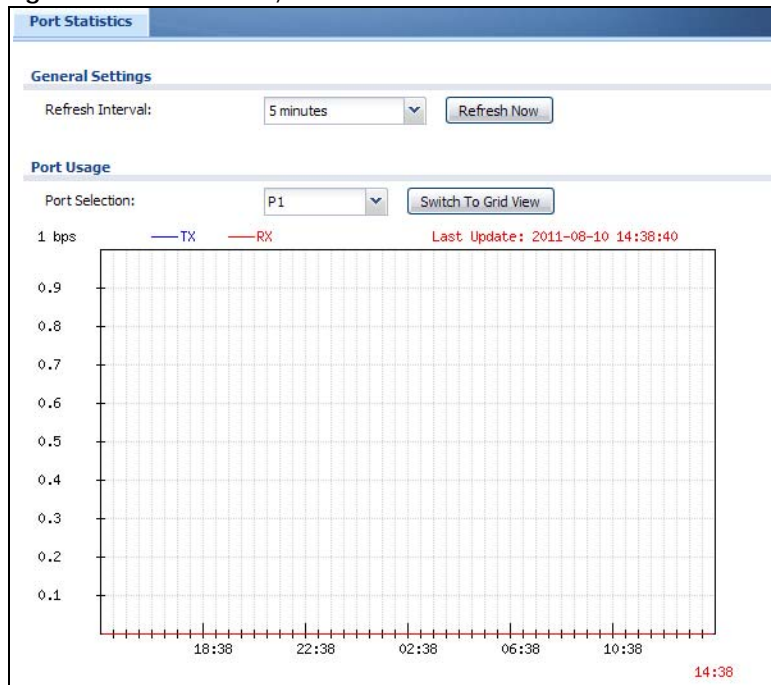 Port Statistics
General Settings
Refresh Interval:
5 minutes
Refresh Now
Port Usage
Port Selection:
P1
Switch To Grid View
1 bps
TX
RX
Last Update: 2011-08-10 14:38:40
0.9
0.8
0.7
0.6
0.5
0.4
0.3
0.2
0.1
18:38
22:38
02:38
06:38
10:38
14:38